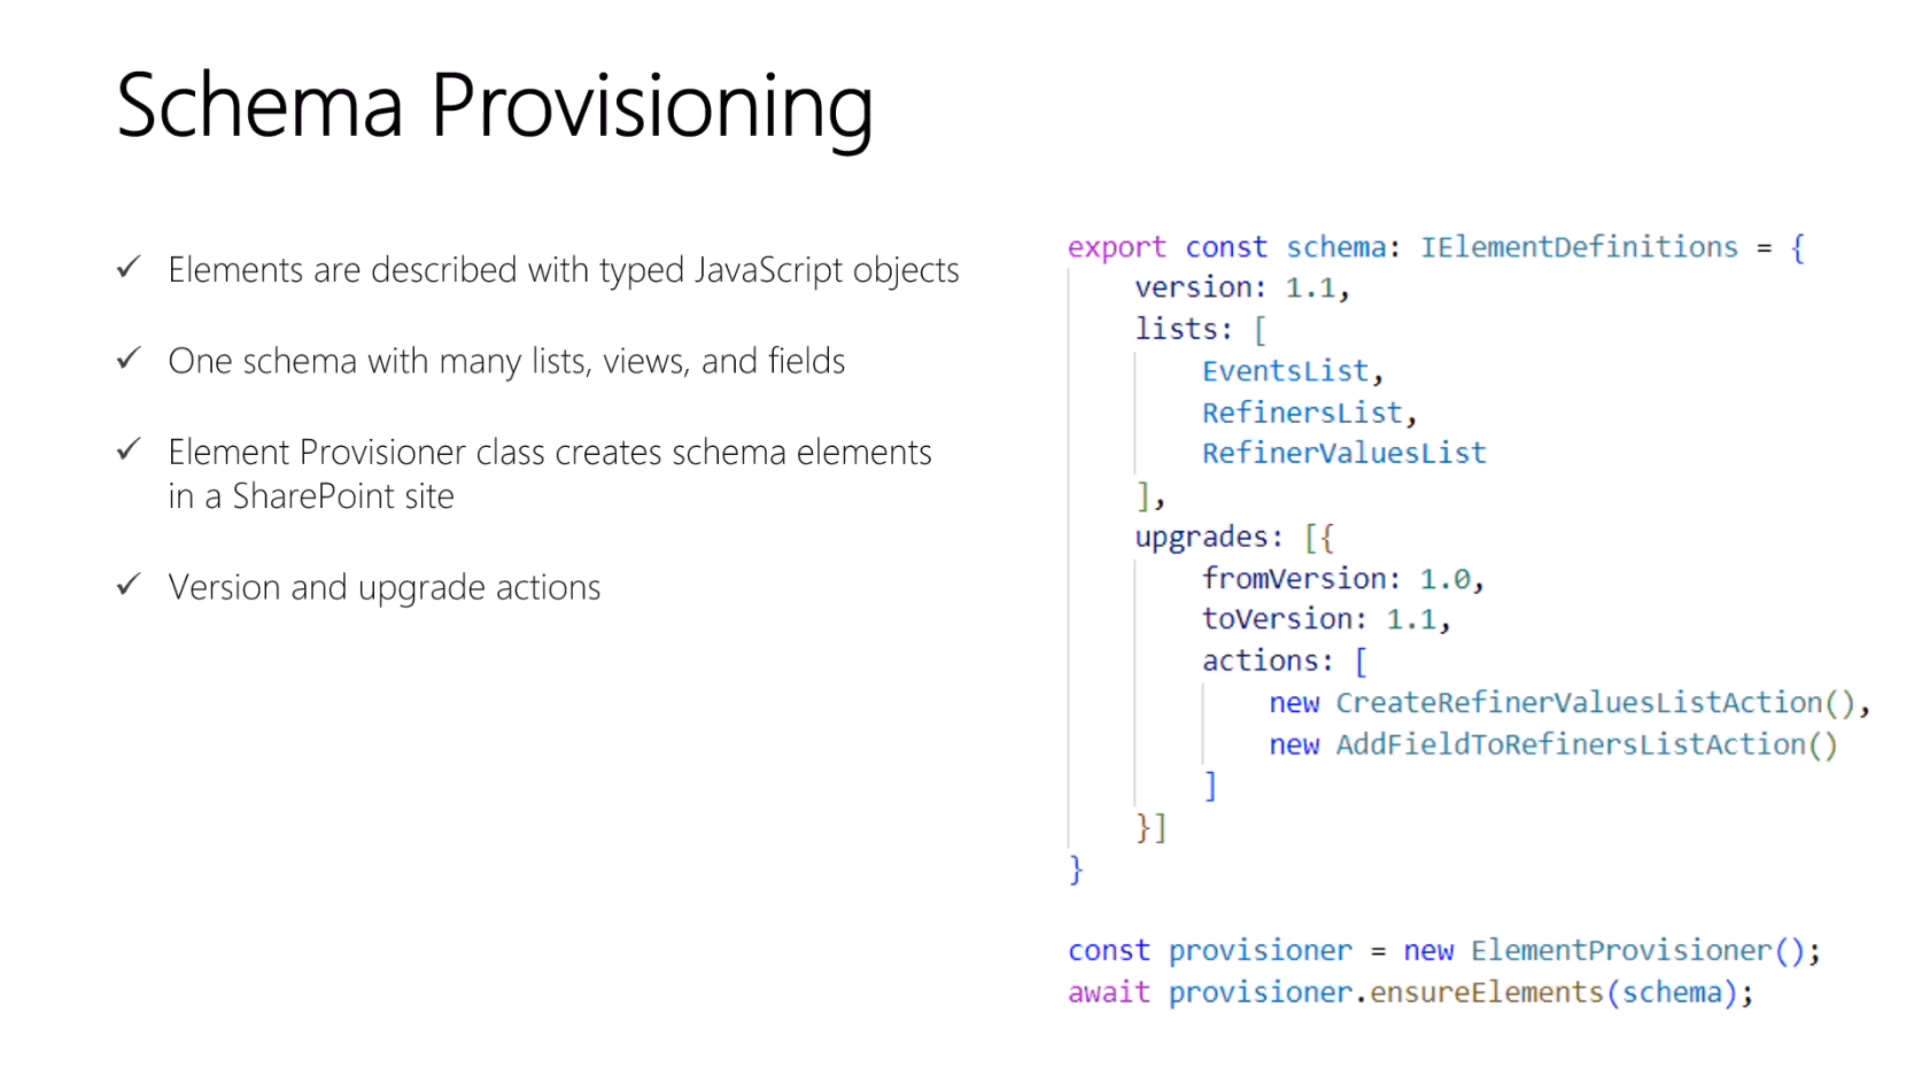 Schema Provisioning
✓ Elements are described with typed JavaScript objects
✓ One schema with many lists, views, and fields
✓ Element Provisioner class creates schema elements
in a SharePoint site
✓ Version and upgrade actions
export const schema: IElementDefinitions = {
    version: 1.1,
    lists: [
        EventsList,
        RefinersList,
        RefinerValuesList
    ],
    upgrades: [{
        fromVersion: 1.0,
        toVersion: 1.1,
        actions: [
            new CreateRefinerValuesListAction(),
            new AddFieldToRefinersListAction()
        ]
    }]
}
const provisioner = new ElementProvisioner();
await provisioner.ensureElements(schema);